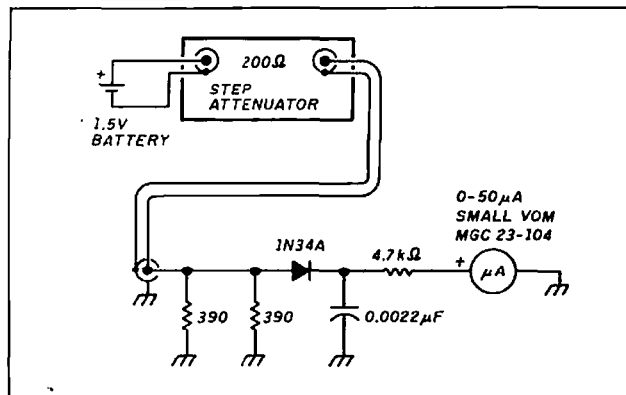 200Ω
STEP
ATTENUATOR
+
1.5V
BATTERY
0-50μA
SMALL VOM
MGC 23-104
1N34A
4.7kΩ
+
μA
390
390
0.0022μF